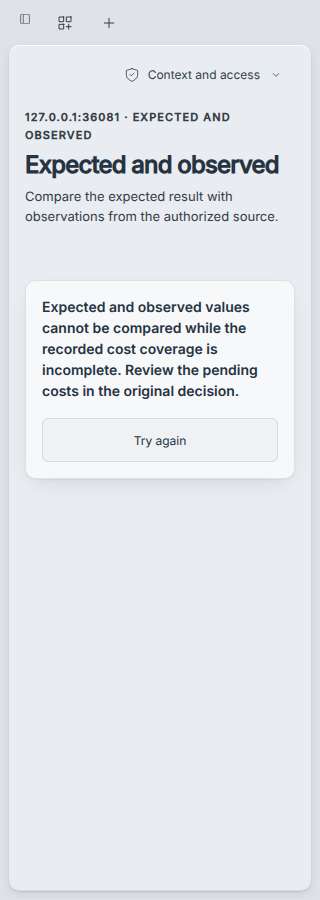 Context and access
127.0.0.1:36081 · EXPECTED AND
OBSERVED
Expected and observed
Compare the expected result with
observations from the authorized source.
Expected and observed values
cannot be compared while the
recorded cost coverage is
incomplete. Review the pending
costs in the original decision.
Try again